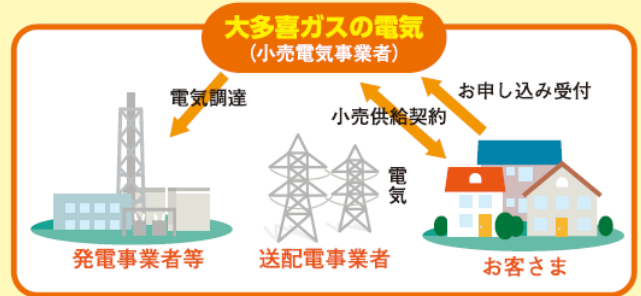 大多喜ガスの電気
(小売電気事業者)
電気調達
お申し込み受付
小売供給契約
電気
発電事業者等
送配電事業者
お客さま